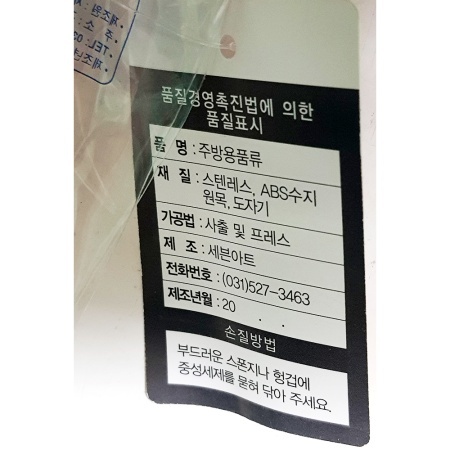 품질경영촉진법에 의한
품질표시
품 명 : 주방용품류
재 질 : 스텐레스, ABS수지
원목, 도자기
가공법 : 사출 및 프레스
제 조 : 세븐아트
전화번호 : (031)527-3463
제조년월 : 20 . .
손질방법
부드러운 스폰지나 헝겁에
중성세제를 묻혀 닦아 주세요.